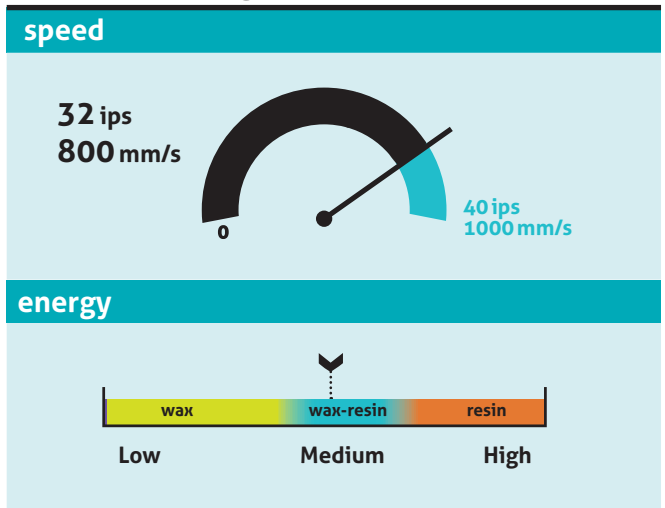 speed
32 ips
800 mm/s
0
40 ips
1000 mm/s
energy
wax wax-resin resin
Low Medium High